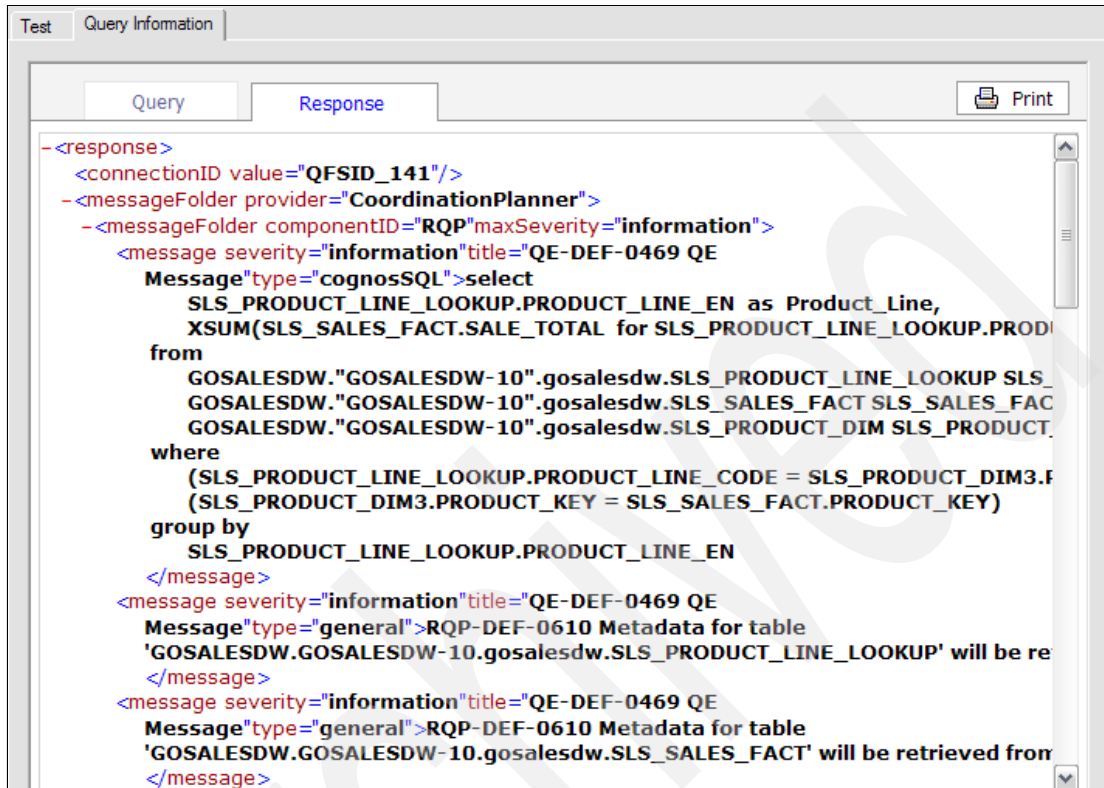 Test Query Information
Query Response Print
-<response>
<connectionID value="QFSID_141"/>
-<messageFolder provider="CoordinationPlanner">
-<messageFolder componentID="RQP"maxSeverity="information">
<message severity="information"title="QE-DEF-0469 QE
Message"type="cognosSQL">select
SLS_PRODUCT_LINE_LOOKUP.PRODUCT_LINE_EN as Product_Line,
XSUM(SLS_SALES_FACT.SALE_TOTAL for SLS_PRODUCT_LINE_LOOKUP.PROD
from
GOSALESDW."GOSALESDW-10".gosalesdw.SLS_PRODUCT_LINE_LOOKUP SLS_
GOSALESDW."GOSALESDW-10".gosalesdw.SLS_SALES_FACT SLS_SALES_FAC
GOSALESDW."GOSALESDW-10".gosalesdw.SLS_PRODUCT_DIM SLS_PRODUCT_
where
(SLS_PRODUCT_LINE_LOOKUP.PRODUCT_LINE_CODE = SLS_PRODUCT_DIM3.
(SLS_PRODUCT_DIM3.PRODUCT_KEY = SLS_SALES_FACT.PRODUCT_KEY)
group by
SLS_PRODUCT_LINE_LOOKUP.PRODUCT_LINE_EN
</message>
<message severity="information"title="QE-DEF-0469 QE
Message"type="general">RQP-DEF-0610 Metadata for table
'GOSALESDW.GOSALESDW-10.gosalesdw.SLS_PRODUCT_LINE_LOOKUP' will be re
</message>
<message severity="information"title="QE-DEF-0469 QE
Message"type="general">RQP-DEF-0610 Metadata for table
'GOSALESDW.GOSALESDW-10.gosalesdw.SLS_SALES_FACT' will be retrieved from
</message>